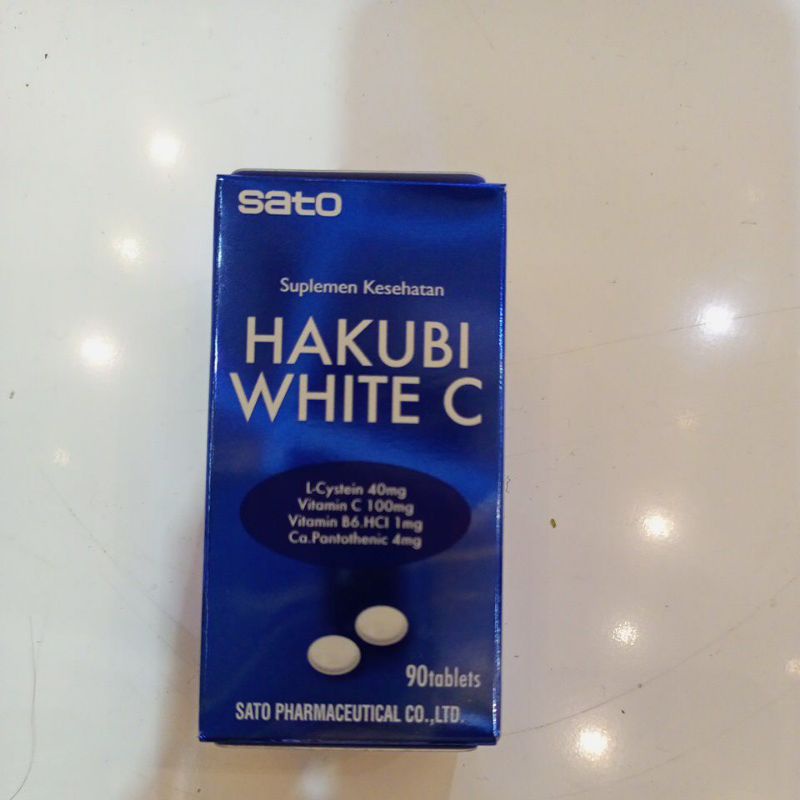 sato
Suplemen Kesehatan
HAKUBI
WHITE C
L-Cystein 40mg
Vitamin C 100mg
Vitamin B6.HCl 1mg
Ca.Pantothenic 4mg
90tablets
SATO PHARMACEUTICAL CO.,LTD.